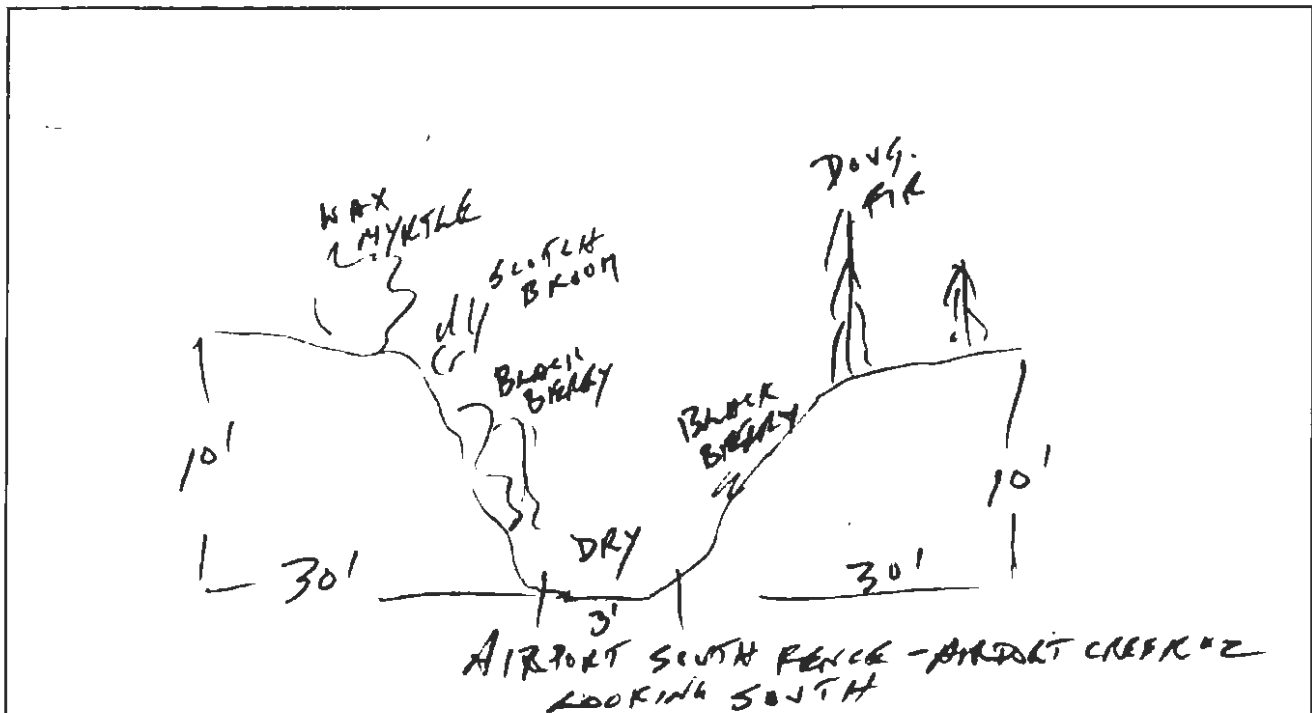 WAX
MYRTLE
SCOTCH
BROOM
BLACK
BERRY
DOUG.
FIR
BLACK
BERRY
10'
10'
30'
DRY
30'
3'
AIRPORT SOUTH FENCE - AIRPORT CREEK #2
LOOKING SOUTH